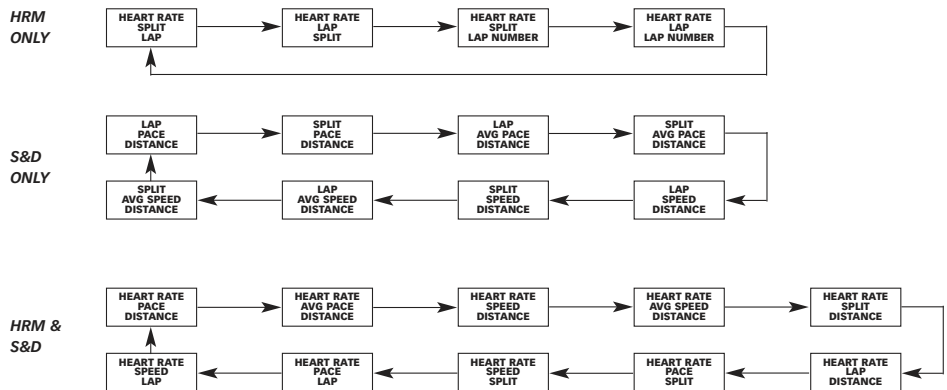 HRM
ONLY
HEART RATE
SPLIT
LAP
HEART RATE
LAP
SPLIT
HEART RATE
SPLIT
LAP NUMBER
HEART RATE
LAP
LAP NUMBER
S&D
ONLY
LAP
PACE
DISTANCE
SPLIT
PACE
DISTANCE
LAP
AVG PACE
DISTANCE
SPLIT
AVG PACE
DISTANCE
SPLIT
AVG SPEED
DISTANCE
LAP
AVG SPEED
DISTANCE
SPLIT
SPEED
DISTANCE
LAP
SPEED
DISTANCE
HRM &
S&D
HEART RATE
PACE
DISTANCE
HEART RATE
AVG PACE
DISTANCE
HEART RATE
SPEED
DISTANCE
HEART RATE
AVG SPEED
DISTANCE
HEART RATE
SPLIT
DISTANCE
HEART RATE
SPEED
LAP
HEART RATE
PACE
LAP
HEART RATE
SPEED
SPLIT
HEART RATE
PACE
SPLIT
HEART RATE
LAP
DISTANCE